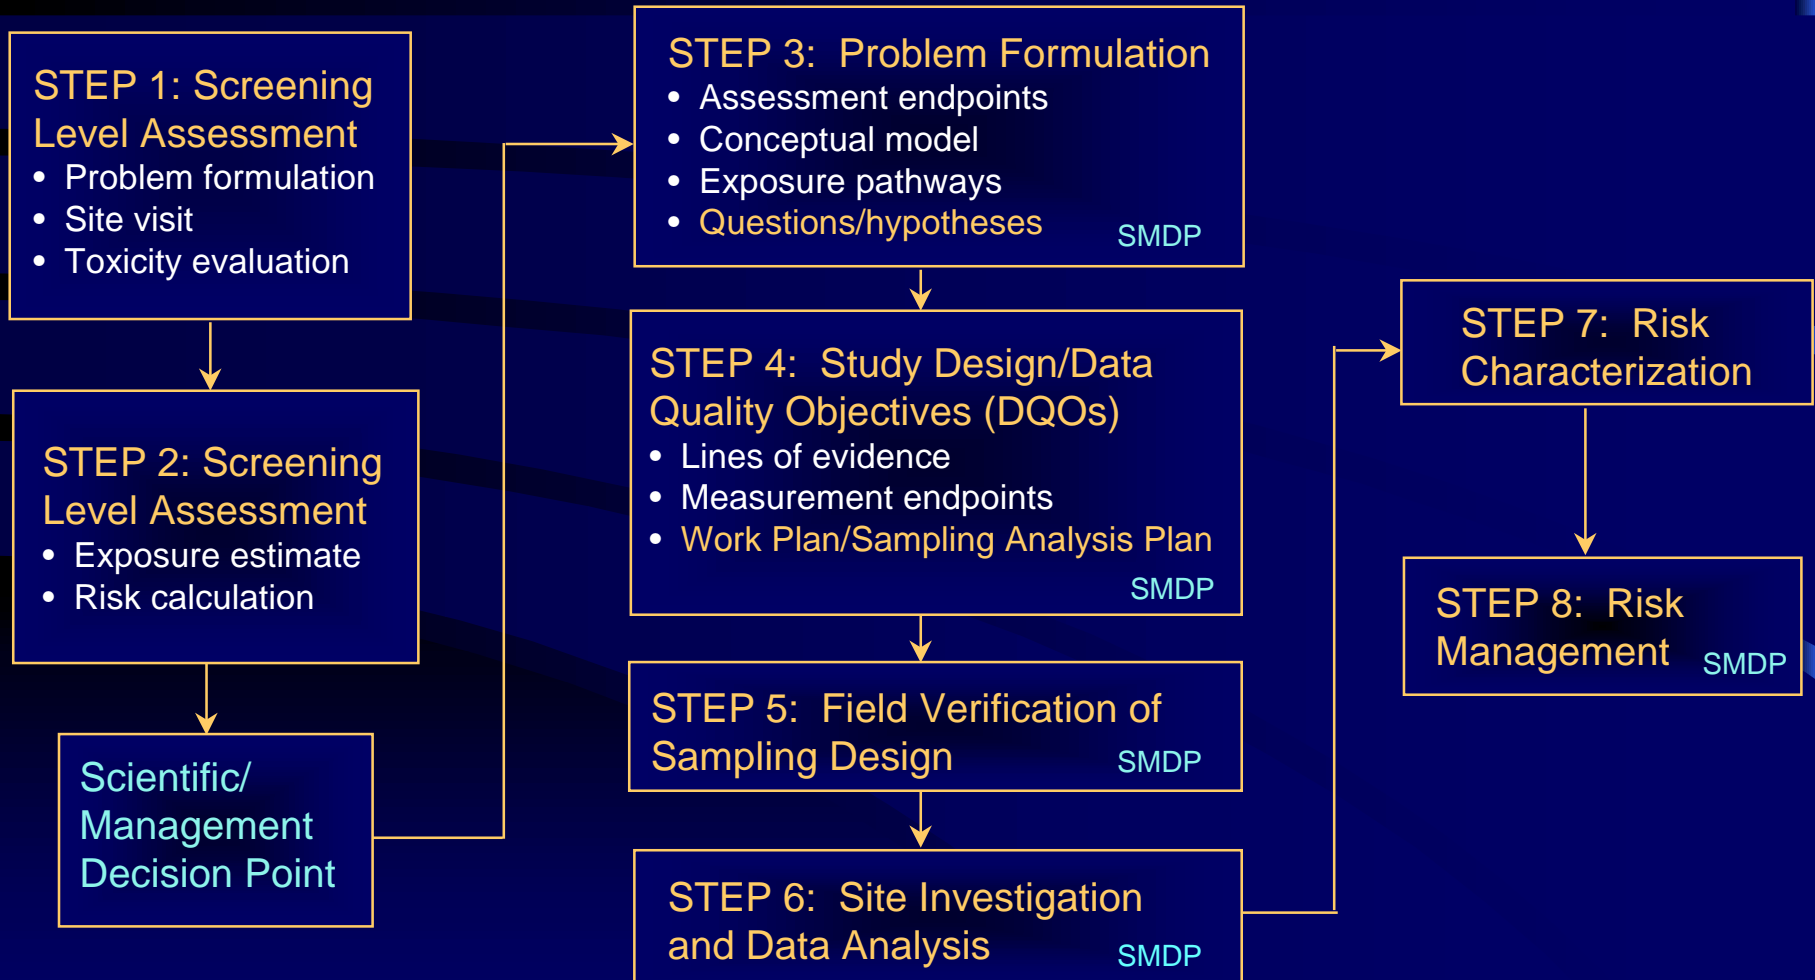 STEP 1: Screening
Level Assessment
• Problem formulation
• Site visit
• Toxicity evaluation
STEP 2: Screening
Level Assessment
• Exposure estimate
• Risk calculation
Scientific/
Management
Decision Point
STEP 3: Problem Formulation
• Assessment endpoints
• Conceptual model
• Exposure pathways
• Questions/hypotheses
SMDP
STEP 4: Study Design/Data
Quality Objectives (DQOs)
• Lines of evidence
• Measurement endpoints
• Work Plan/Sampling Analysis Plan
SMDP
STEP 5: Field Verification of
Sampling Design SMDP
STEP 6: Site Investigation
and Data Analysis SMDP
STEP 7: Risk
Characterization
STEP 8: Risk
Management SMDP